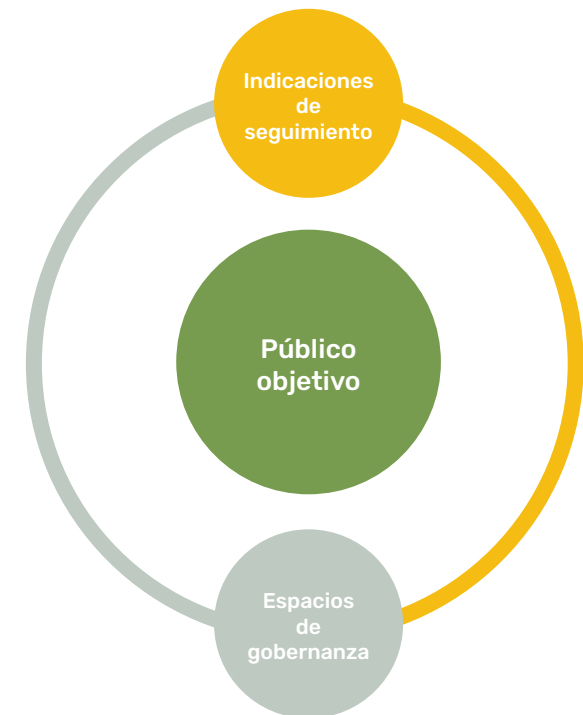 Indicaciones
de
seguimiento
Público
objetivo
Espacios
de
gobernanza